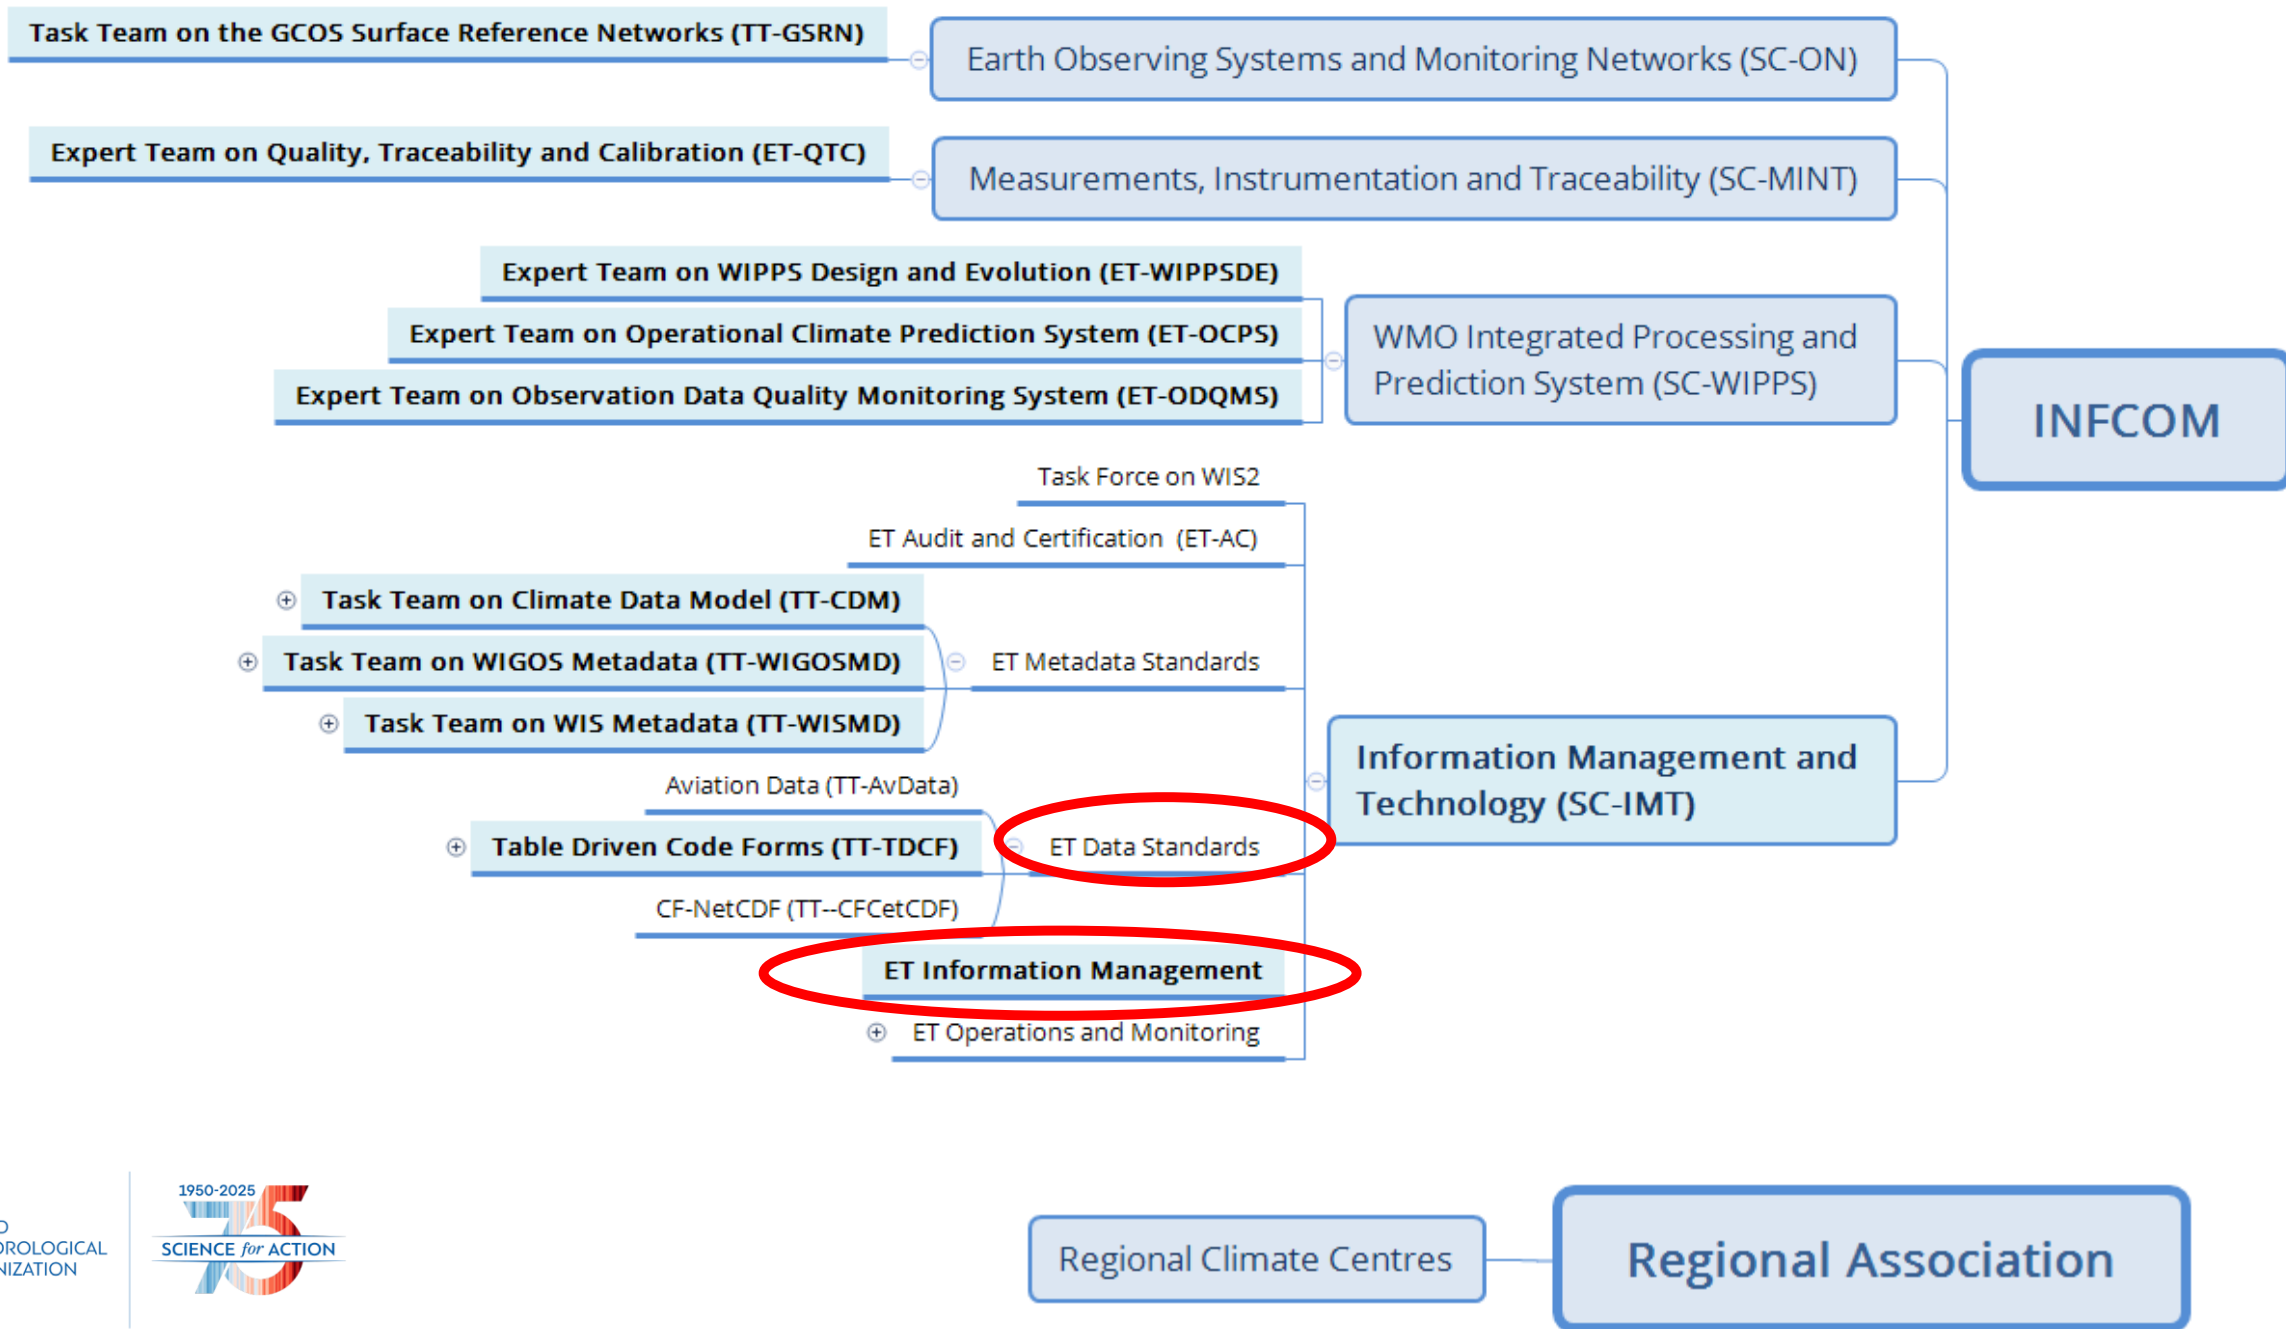 Task Team on the GCOS Surface Reference Networks (TT-GSRN)
Earth Observing Systems and Monitoring Networks (SC-ON)
Expert Team on Quality, Traceability and Calibration (ET-QTC)
Measurements, Instrumentation and Traceability (SC-MINT)
Expert Team on WIPPS Design and Evolution (ET-WIPPSDE)
Expert Team on Operational Climate Prediction System (ET-OCPS)
Expert Team on Observation Data Quality Monitoring System (ET-ODQMS)
WMO Integrated Processing and
Prediction System (SC-WIPPS)
INFCOM
Task Force on WIS2
ET Audit and Certification (ET-AC)
Task Team on Climate Data Model (TT-CDM)
Task Team on WIGOS Metadata (TT-WIGOSMD)
ET Metadata Standards
Task Team on WIS Metadata (TT-WISMD)
Information Management and
Technology (SC-IMT)
Aviation Data (TT-AvData)
Table Driven Code Forms (TT-TDCF)
ET Data Standards
CF-NetCDF (TT--CFCetCDF)
ET Information Management
ET Operations and Monitoring
1950-2025
75
SCIENCE for ACTION
OROLOGICAL
NIZATION
Regional Climate Centres
Regional Association